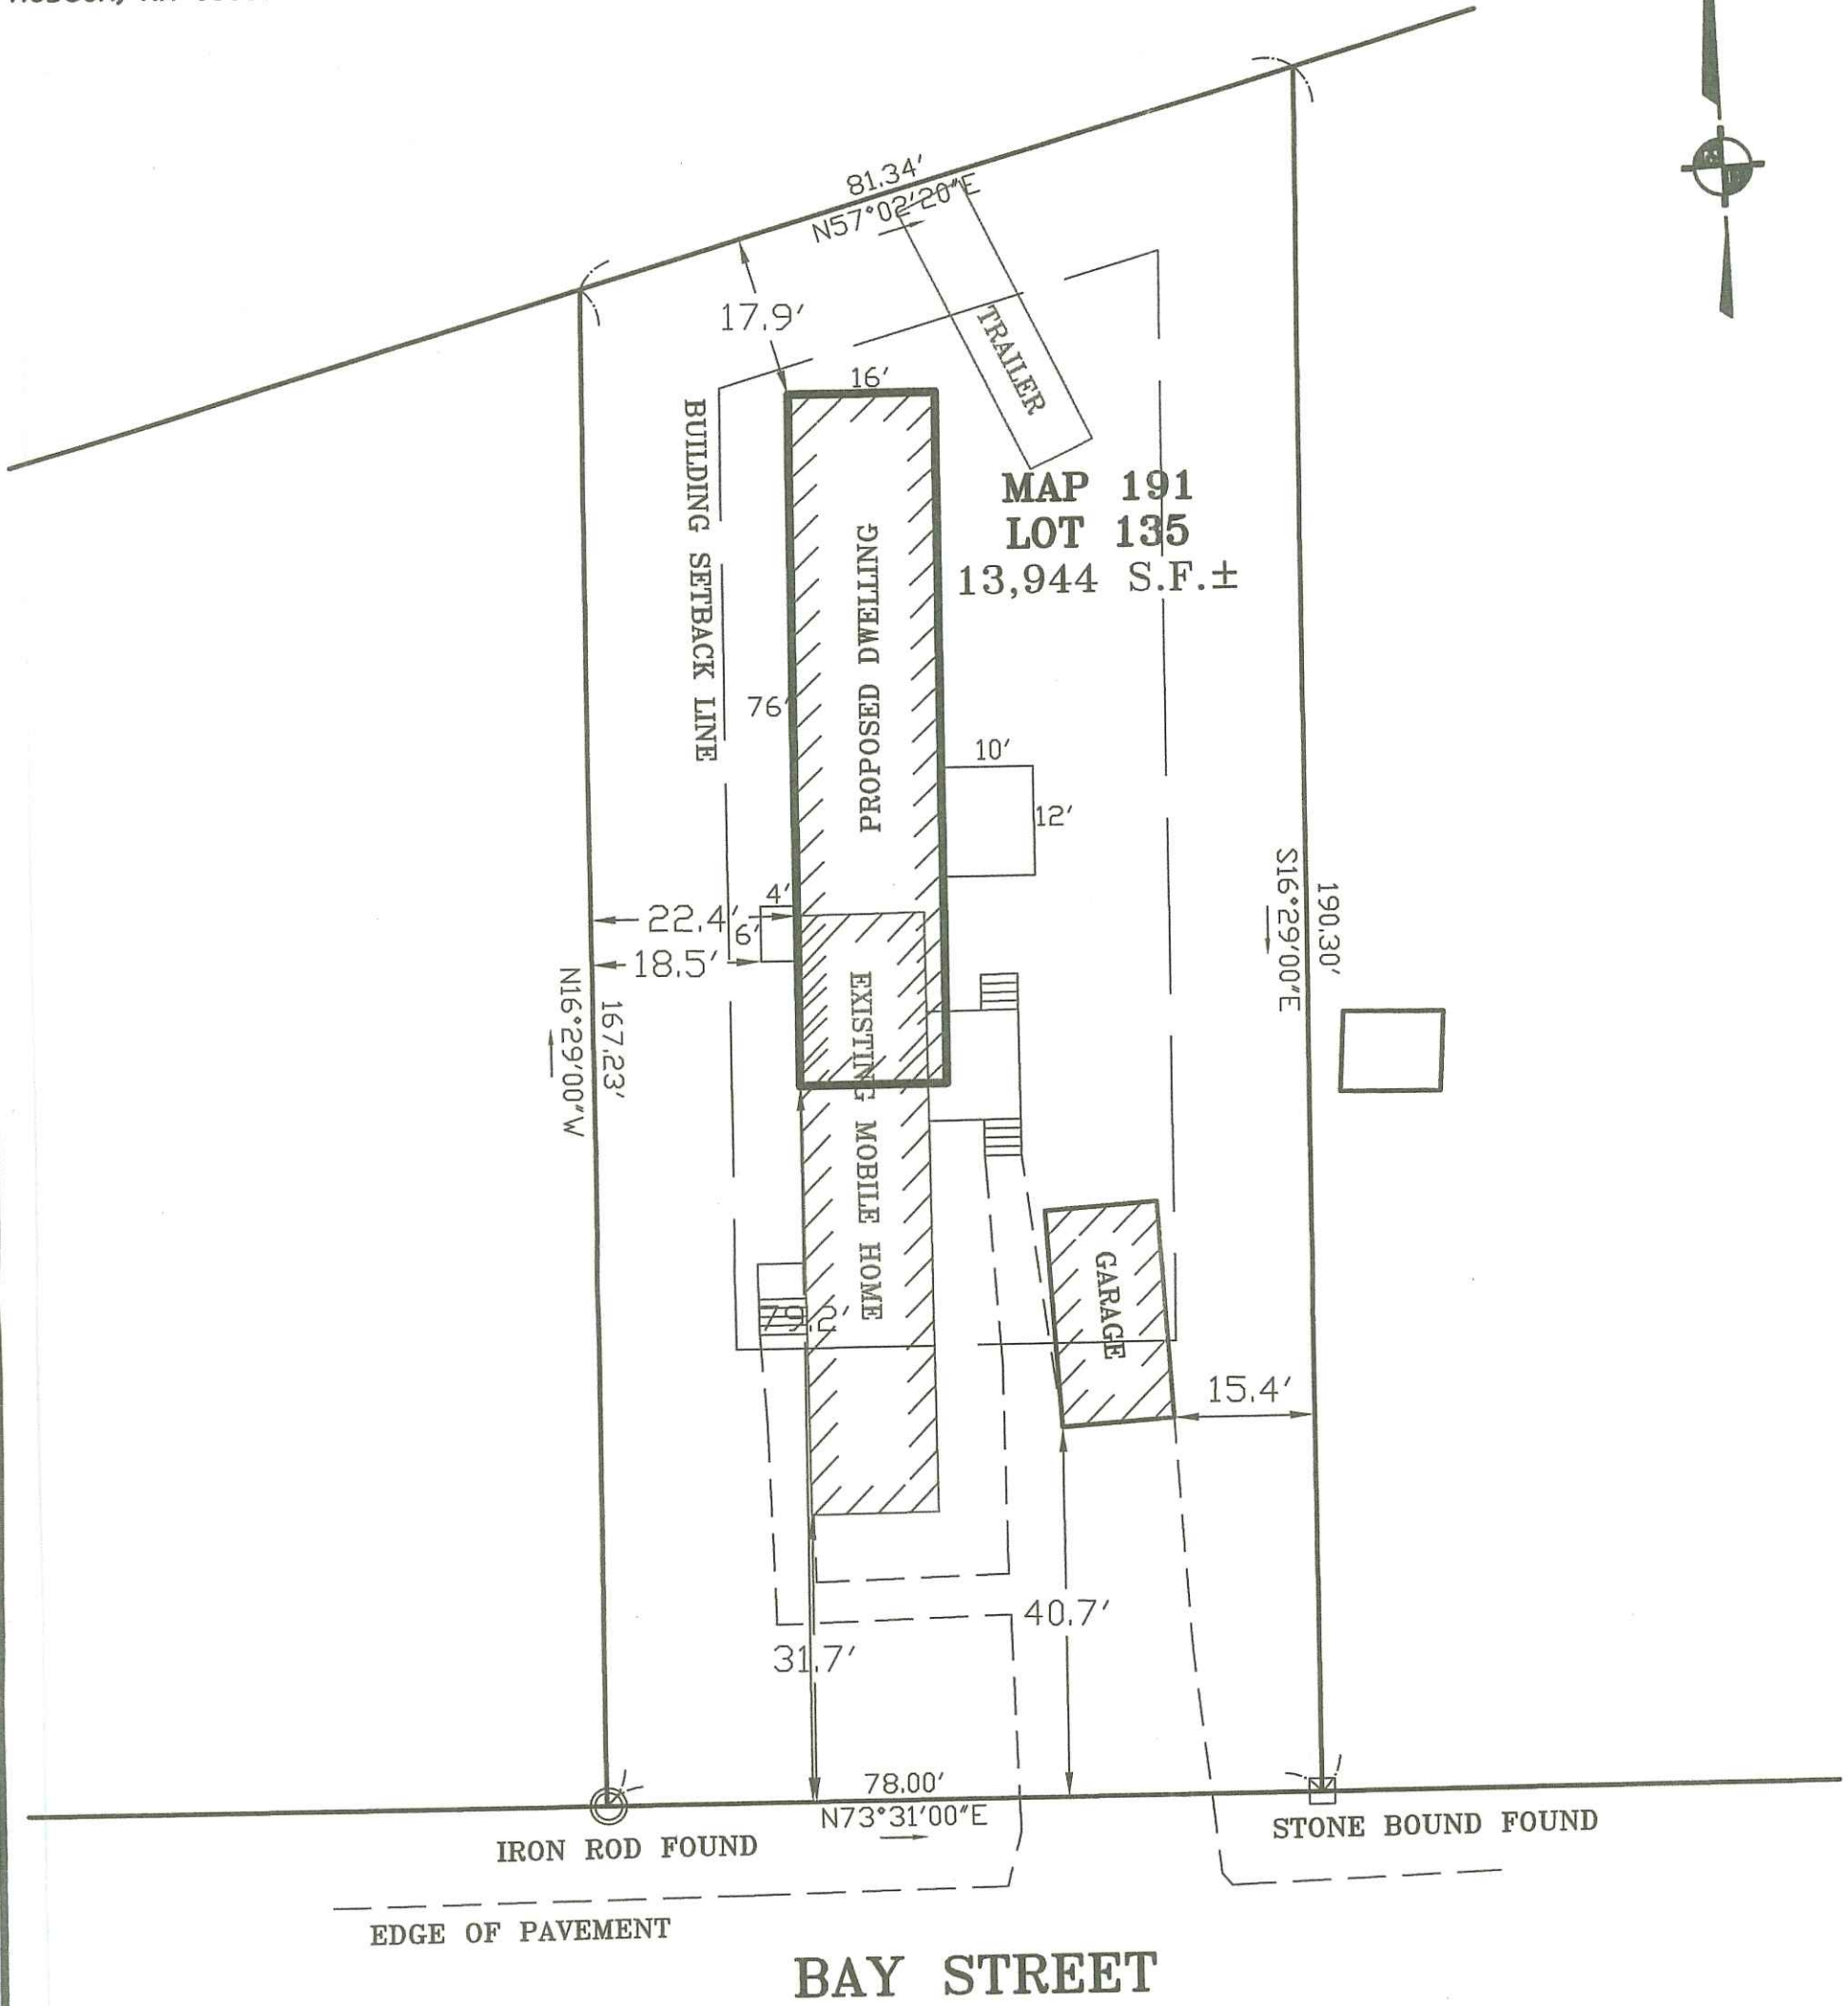 81.34'
N57°02'20"E
17.9'
16'
TRAILER
BUILDING SETBACK LINE
MAP 191
LOT 135
13,944 S.F.±
PROPOSED DWELLING
76'
10'
12'
4'
22.4'
6'
18.5'
S16°29'00"E
190.30'
N16°29'00"W
167.23'
EXISTING MOBILE HOME
GARAGE
79.2'
15.4'
40.7'
31.7'
78.00'
N73°31'00"E
IRON ROD FOUND
STONE BOUND FOUND
EDGE OF PAVEMENT
BAY STREET